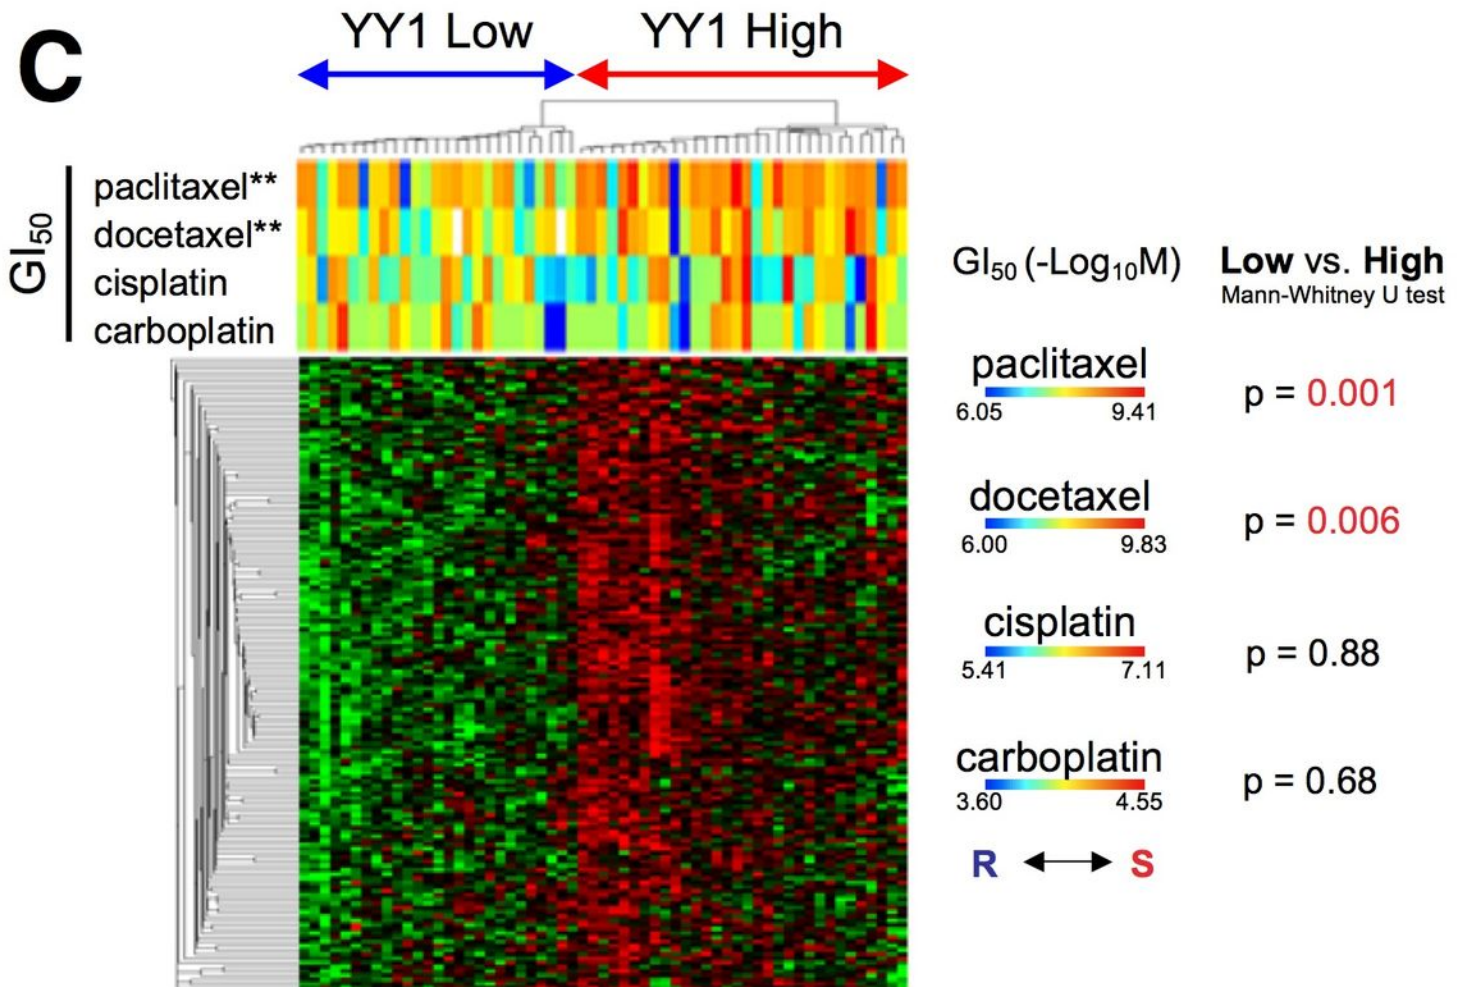 C
YY1 Low
YY1 High
GI50
paclitaxel**
docetaxel**
cisplatin
carboplatin
GI50 (-Log10M)
Low vs. High
Mann-Whitney U test
paclitaxel
6.05 9.41
p = 0.001
docetaxel
6.00 9.83
p = 0.006
cisplatin
5.41 7.11
p = 0.88
carboplatin
3.60 4.55
p = 0.68
R S